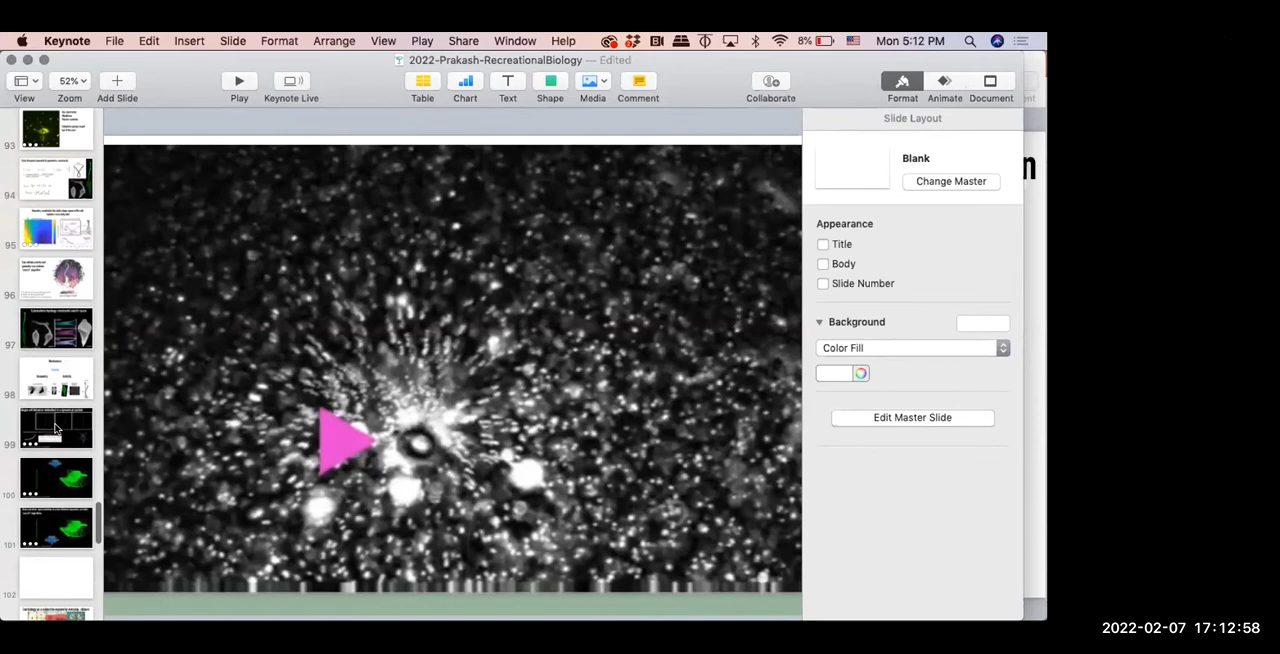 Keynote File Edit Insert Slide Format Arrange View Play Share Window Help 8% Mon 5:12 PM
2022-Prakash-RecreationalBiology — Edited
52%
View Zoom Add Slide Play Keynote Live Table Chart Text Shape Media Comment Collaborate Format Animate Document
Slide Layout
Blank
Change Master
Appearance
Title
Body
Slide Number
Background
Color Fill
Edit Master Slide
93
94
95
96
97
98
99
100
101
102
n
2022-02-07 17:12:58